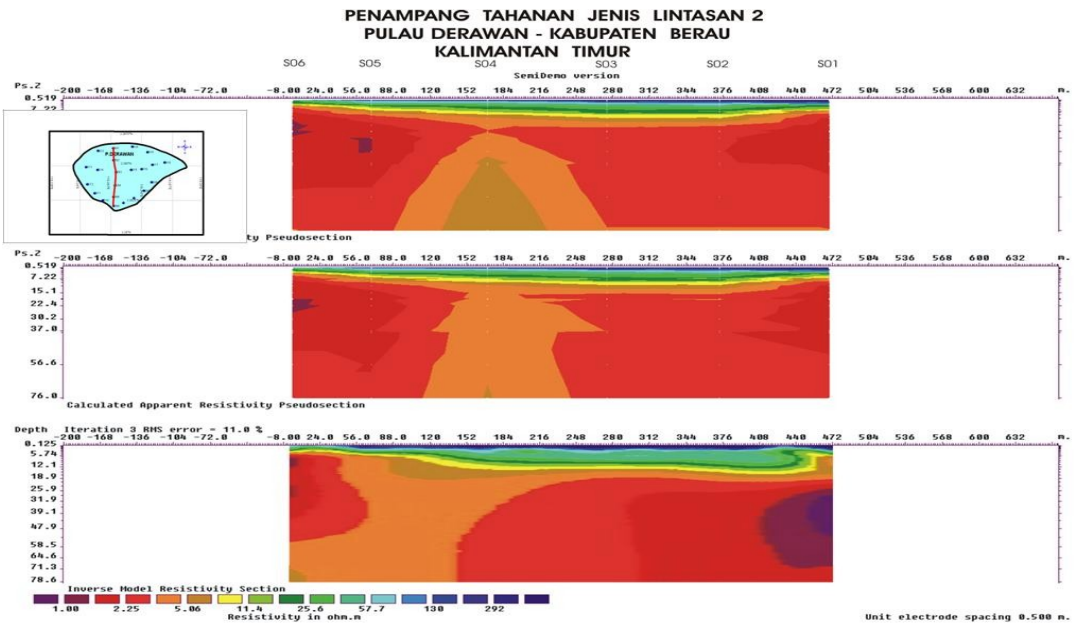 PENAMPANG TAHANAN JENIS LINTASAN 2
PULAU DERAWAN - KABUPATEN BERAU
KALIMANTAN TIMUR
SO6 SO5 SO4 SO3 SO2 SO1
SemiDemo version
Ps.Z -200 -168 -136 -104 -72.0 -8.00 24.0 56.0 88.0 120 152 184 216 248 280 312 344 376 408 440 472 504 536 568 600 632 m.
0.519
7.22
P.DERAWAN
ty Pseudosection
Ps.Z -200 -168 -136 -104 -72.0 -8.00 24.0 56.0 88.0 120 152 184 216 248 280 312 344 376 408 440 472 504 536 568 600 632 m.
0.519
7.22
15.1
22.4
30.2
37.0
56.6
76.0
Calculated Apparent Resistivity Pseudosection
Depth Iteration 3 RMS error = 11.0 %
-200 -168 -136 -104 -72.0 -8.00 24.0 56.0 88.0 120 152 184 216 248 280 312 344 376 408 440 472 504 536 568 600 632 m.
0.125
5.74
12.1
18.9
25.9
31.9
39.1
47.9
58.5
64.6
71.3
78.6
Inverse Model Resistivity Section
1.00 2.25 5.06 11.4 25.6 57.7 130 292
Resistivity in ohm.m
Unit electrode spacing 0.500 m.